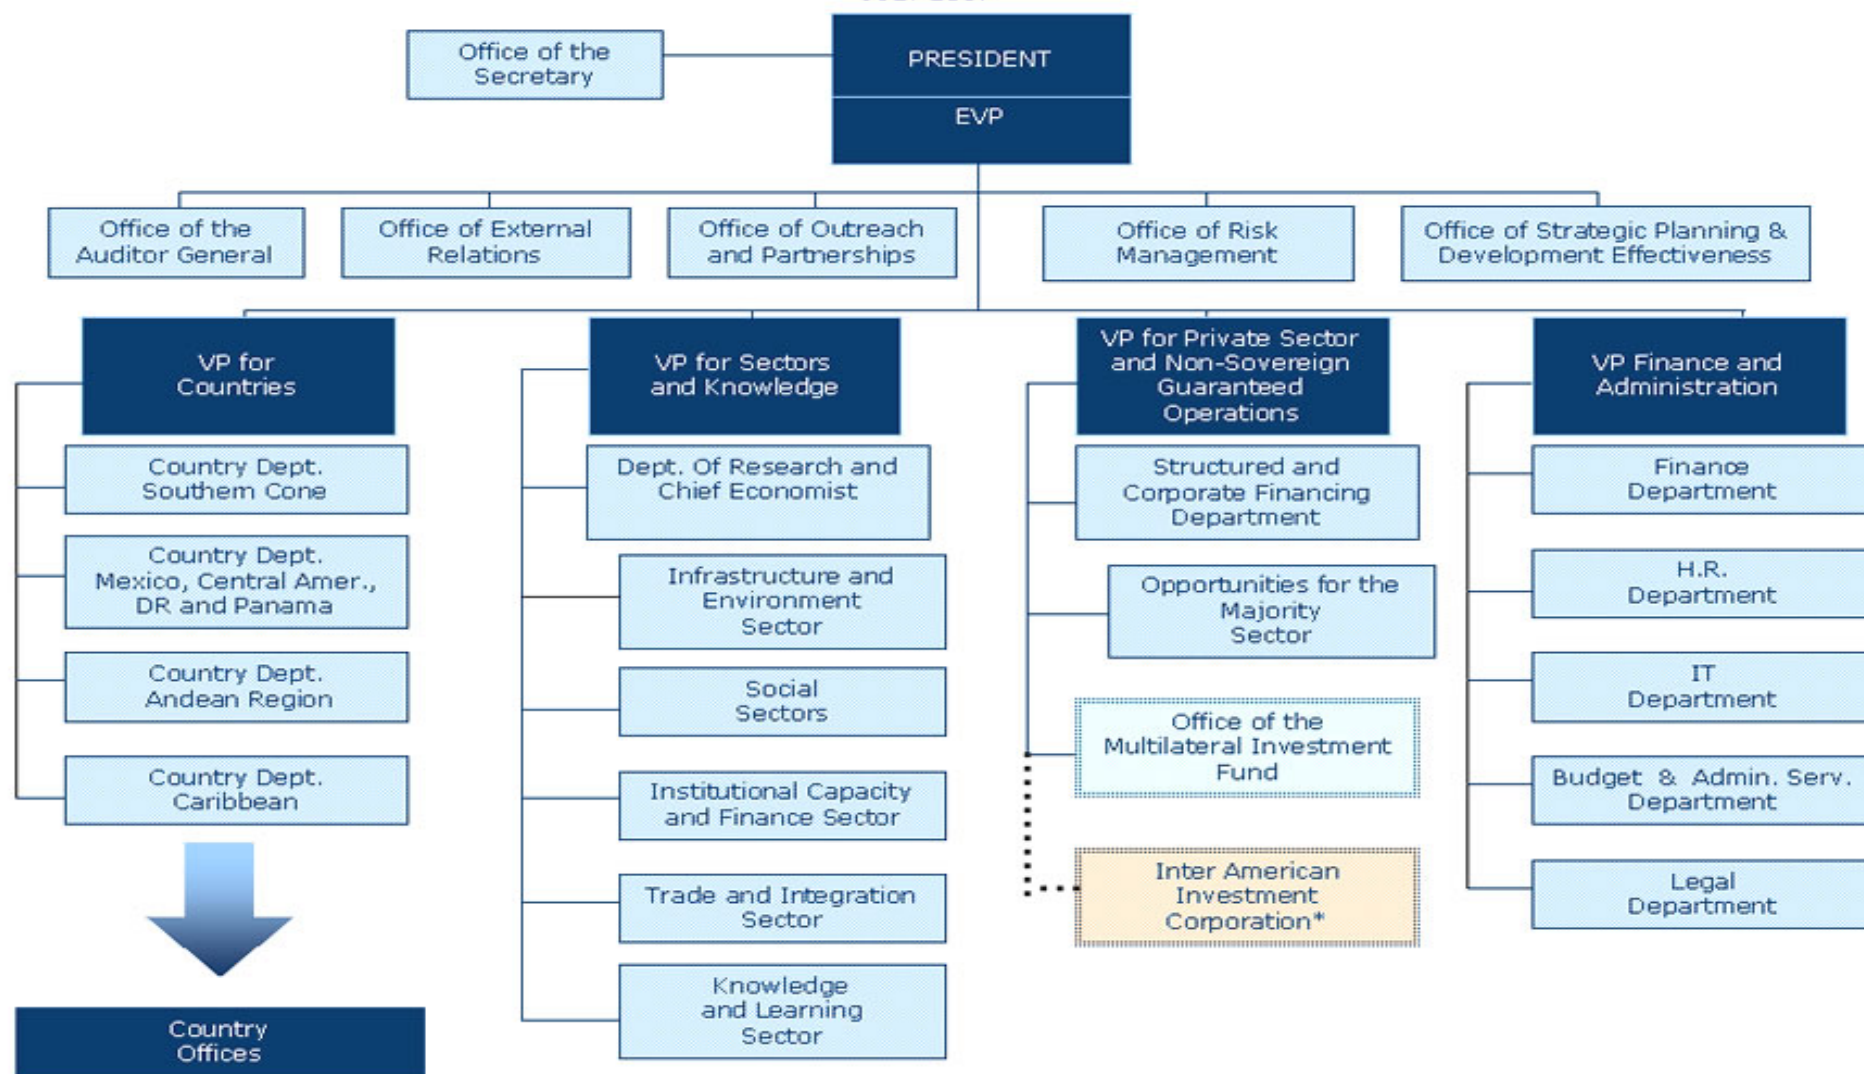 Office of the
Secretary
PRESIDENT
EVP
Office of the
Auditor General
Office of External
Relations
Office of Outreach
and Partnerships
Office of Risk
Management
Office of Strategic Planning &
Development Effectiveness
VP for
Countries
Country Dept.
Southern Cone
Country Dept.
Mexico, Central Amer.,
DR and Panama
Country Dept.
Andean Region
Country Dept.
Caribbean
Country
Offices
VP for Sectors
and Knowledge
Dept. Of Research and
Chief Economist
Infrastructure and
Environment
Sector
Social
Sectors
Institutional Capacity
and Finance Sector
Trade and Integration
Sector
Knowledge
and Learning
Sector
VP for Private Sector
and Non-Sovereign
Guaranteed
Operations
Structured and
Corporate Financing
Department
Opportunities for the
Majority
Sector
Office of the
Multilateral Investment
Fund
Inter American
Investment
Corporation*
VP Finance and
Administration
Finance
Department
H.R.
Department
IT
Department
Budget & Admin. Serv.
Department
Legal
Department